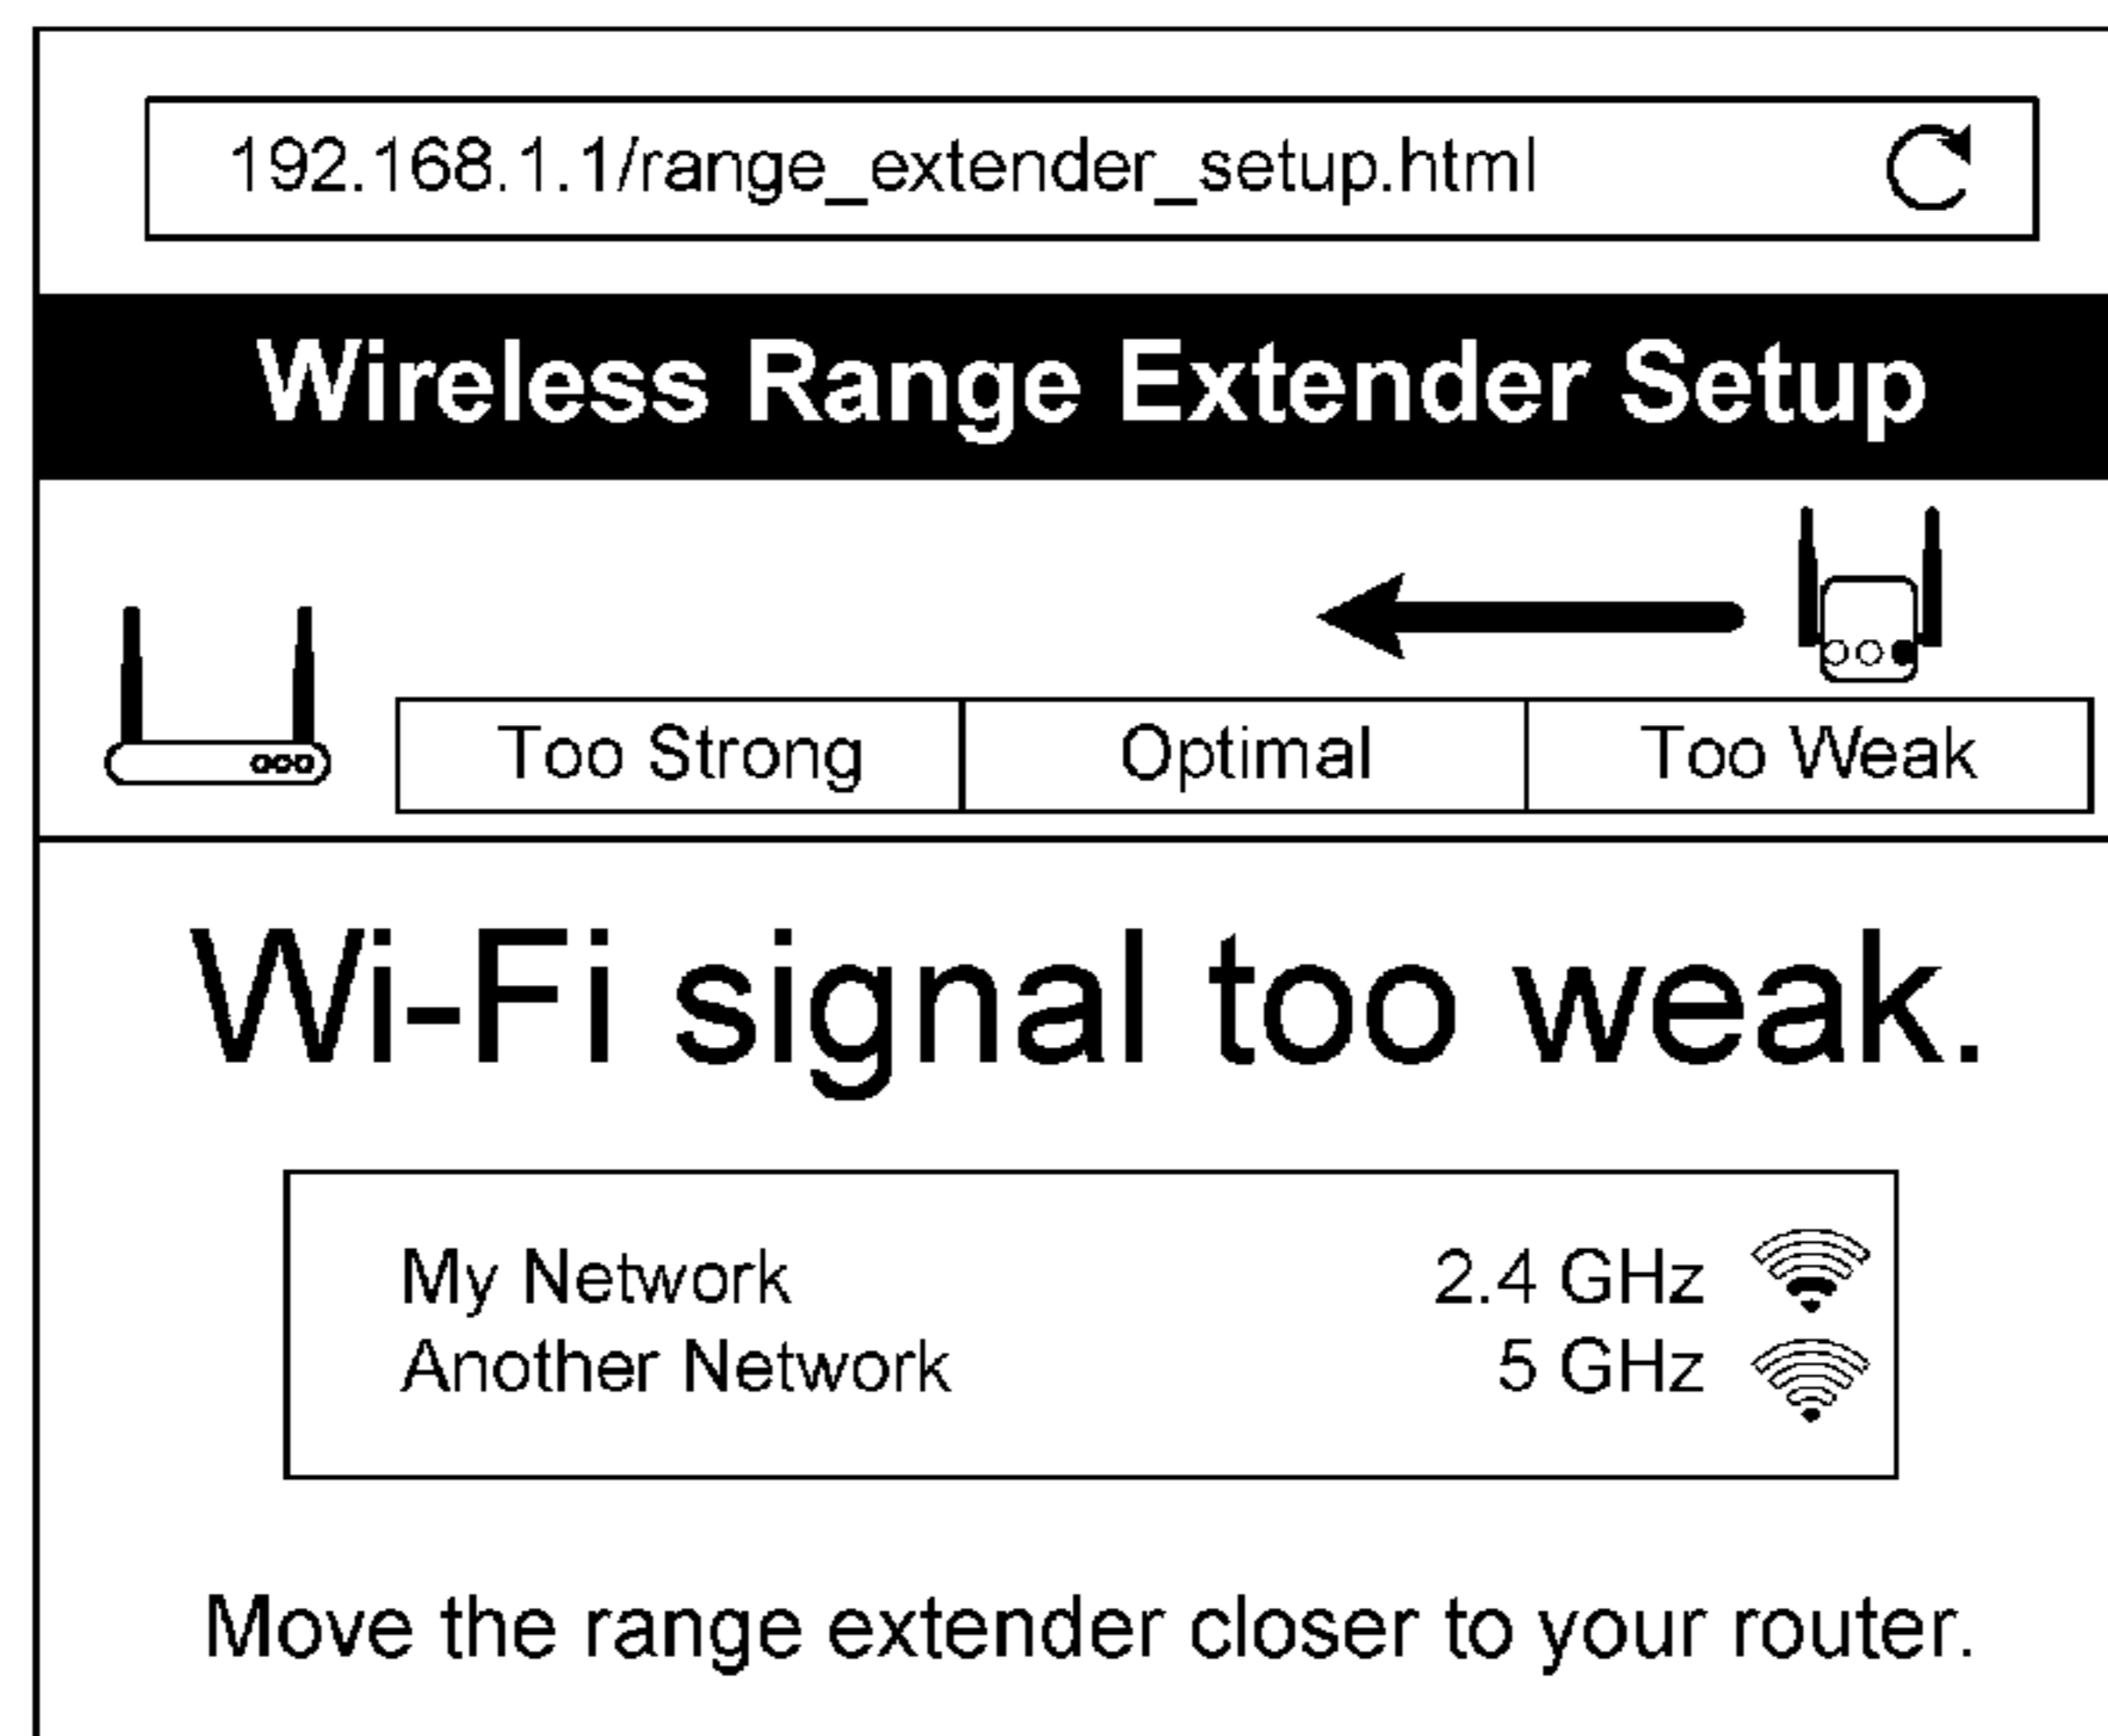 192.168.1.1/range_extender_setup.html
Wireless Range Extender Setup
Too Strong Optimal Too Weak
Wi-Fi signal too weak.
My Network 2.4 GHz
Another Network 5 GHz
Move the range extender closer to your router.